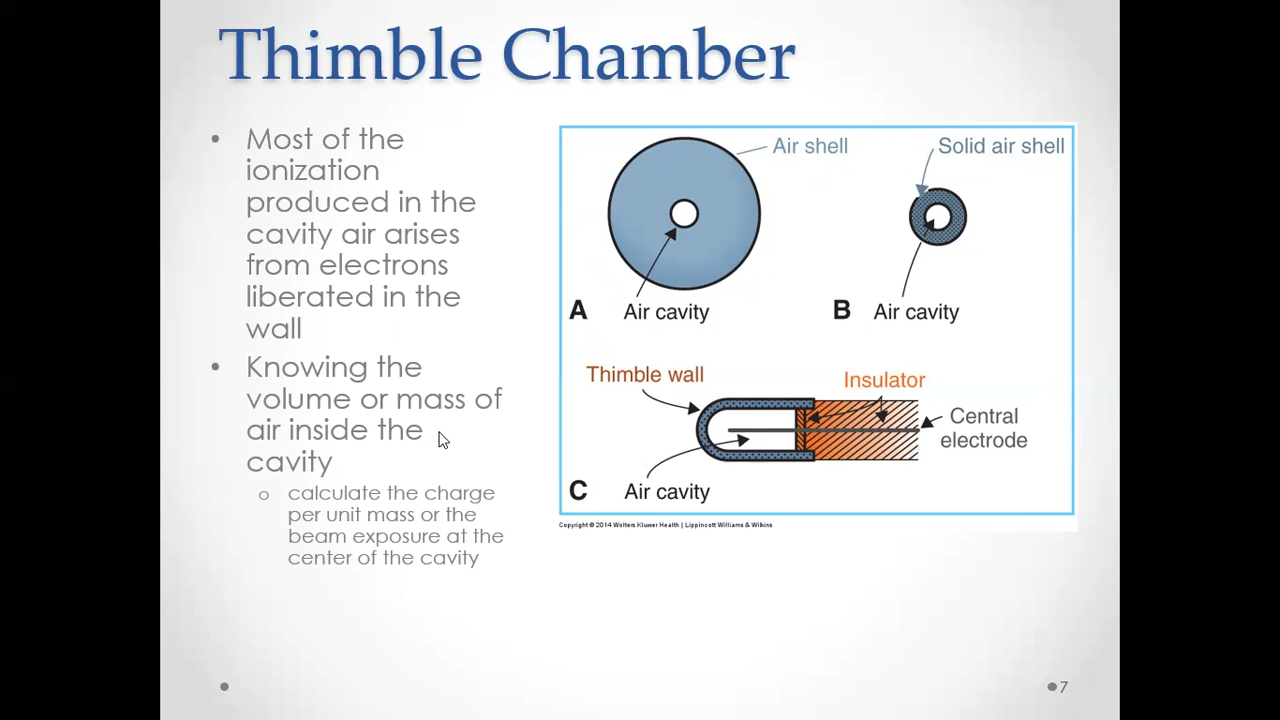 Thimble Chamber
• Most of the
ionization
produced in the
cavity air arises
from electrons
liberated in the
wall
• Knowing the
volume or mass of
air inside the
cavity
o calculate the charge
per unit mass or the
beam exposure at the
center of the cavity
Air shell
Solid air shell
A Air cavity
B Air cavity
Thimble wall
Insulator
Central
electrode
C Air cavity
Copyright © 2014 Wolters Kluwer Health | Lippincott Williams & Wilkins
7